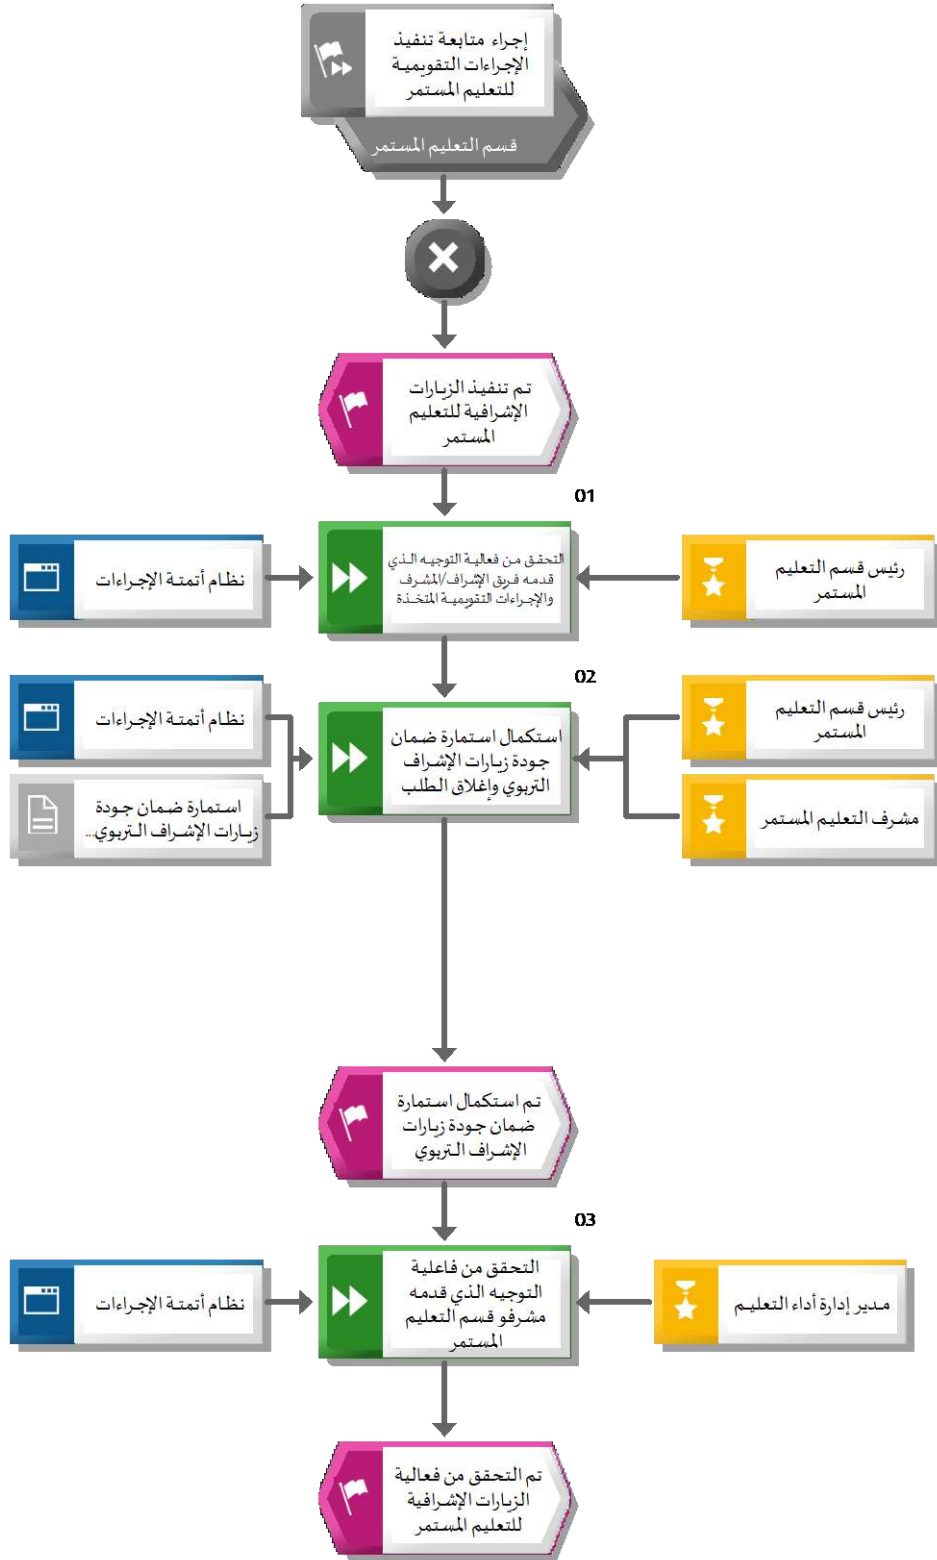 إجراء متابعة تنفيذ
الإجراءات التقويمية
للتعليم المستمر
قسم التعليم المستمر
تم تنفيذ الزيارات
الإشرافية للتعليم
المستمر
01
رئيس قسم التعليم
المستمر
التحقق من فعالية التوجيه الذي
قدمه فريق الإشراف/المشرف
والإجراءات التقويمية المتخذة
نظام أتمتة الإجراءات
02
رئيس قسم التعليم
المستمر
مشرف التعليم المستمر
استكمال استمارة ضمان
جودة زيارات الإشراف
التربوي وإغلاق الطلب
نظام أتمتة الإجراءات
استمارة ضمان جودة
زيارات الإشراف التربوي...
تم استكمال استمارة
ضمان جودة زيارات
الإشراف التربوي
03
مدير إدارة أداء التعليم
التحقق من فاعلية
التوجيه الذي قدمه
مشرفو قسم التعليم
المستمر
نظام أتمتة الإجراءات
تم التحقق من فعالية
الزيارات الإشرافية
للتعليم المستمر